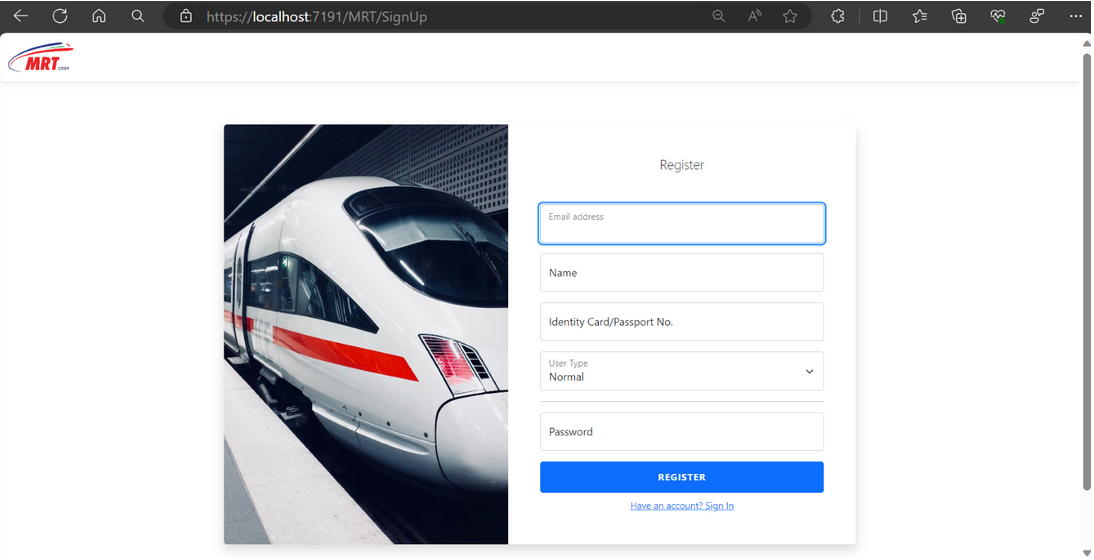 https://localhost:7191/MRT/SignUp
MRT CORP
Register
Email address
Name
Identity Card/Passport No.
User Type
Normal
Password
REGISTER
Have an account? Sign In